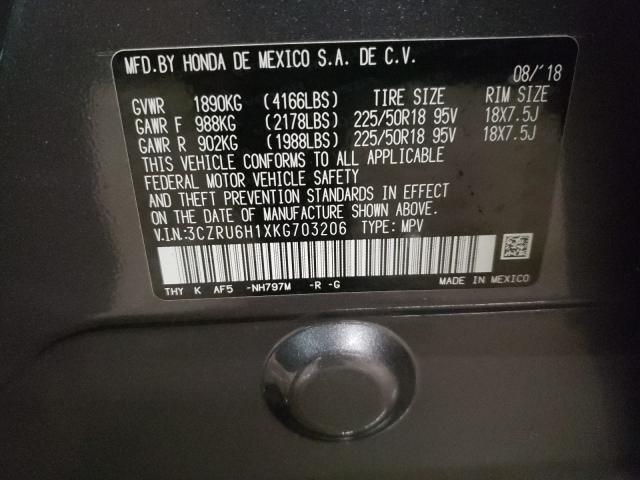 MFD.BY HONDA DE MEXICO S.A. DE C.V.
08/'18
GVWR 1890KG (4166LBS) TIRE SIZE RIM SIZE
GAWR F 988KG (2178LBS) 225/50R18 95V 18X7.5J
GAWR R 902KG (1988LBS) 225/50R18 95V 18X7.5J
THIS VEHICLE CONFORMS TO ALL APPLICABLE
FEDERAL MOTOR VEHICLE SAFETY
AND THEFT PREVENTION STANDARDS IN EFFECT
ON THE DATE OF MANUFACTURE SHOWN ABOVE.
V.I.N.:3CZRU6H1XKG703206 TYPE: MPV
THY K AF5 -NH797M -R -G
MADE IN MEXICO